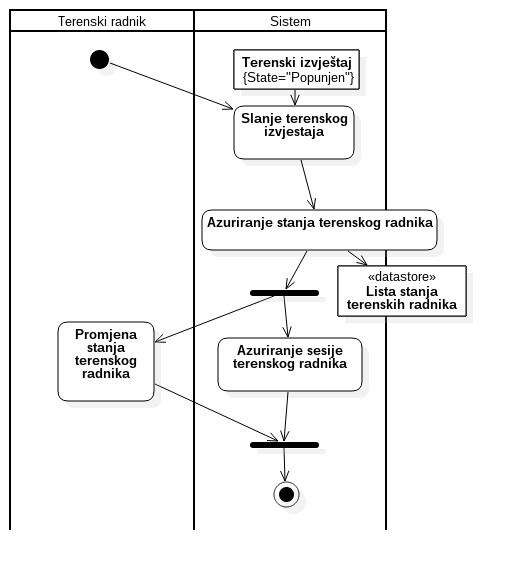 Terenski radnik
Sistem
Terenski izvještaj
{State="Popunjen"}
Slanje terenskog
izvjestaja
Azuriranje stanja terenskog radnika
«datastore»
Lista stanja
terenskih radnika
Promjena
stanja
terenskog
radnika
Azuriranje sesije
terenskog radnika